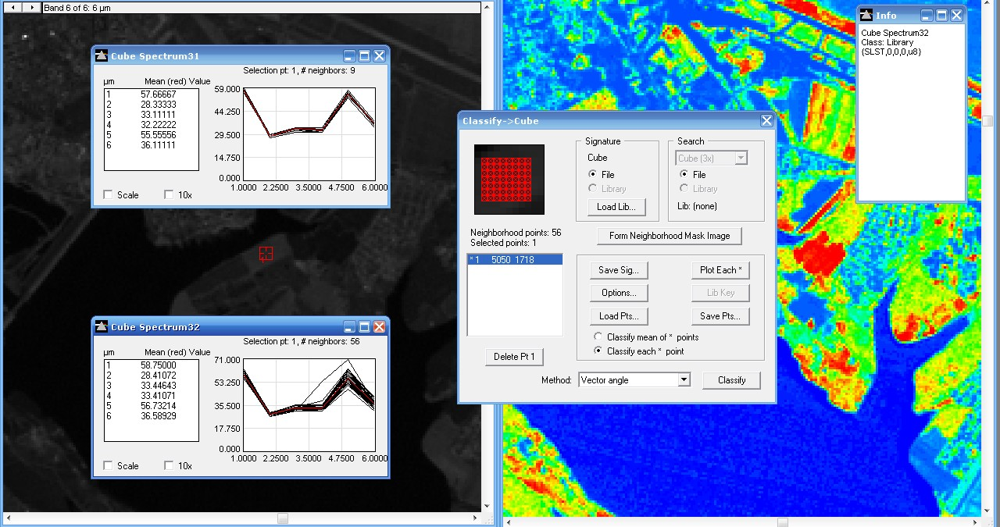 Band 6 of 6: 6 µm
Cube Spectrum31
Selection pt: 1, # neighbors: 9
µm Mean (red) Value
1 57.66667
2 28.33333
3 33.11111
4 32.22222
5 55.55556
6 36.11111
59.000
44.250
29.500
14.750
0.000
1.0000 2.2500 3.5000 4.7500 6.0000
Scale 10x
Cube Spectrum32
Selection pt: 1, # neighbors: 56
µm Mean (red) Value
1 58.75000
2 28.41072
3 33.44643
4 33.41071
5 56.73214
6 36.58929
71.000
53.250
35.500
17.750
0.000
1.0000 2.2500 3.5000 4.7500 6.0000
Scale 10x
Classify->Cube
Neighborhood points: 56
Selected points: 1
* 1 5050 1718
Delete Pt 1
Signature
Cube
File
Library
Load Lib...
Search
Cube (3x)
File
Library
Lib: (none)
Form Neighborhood Mask Image
Save Sig... Plot Each *
Options... Lib Key
Load Pts... Save Pts...
Classify mean of * points
Classify each * point
Method: Vector angle Classify
Info
Cube Spectrum32
Class: Library
{SLST,0,0,0,u8}